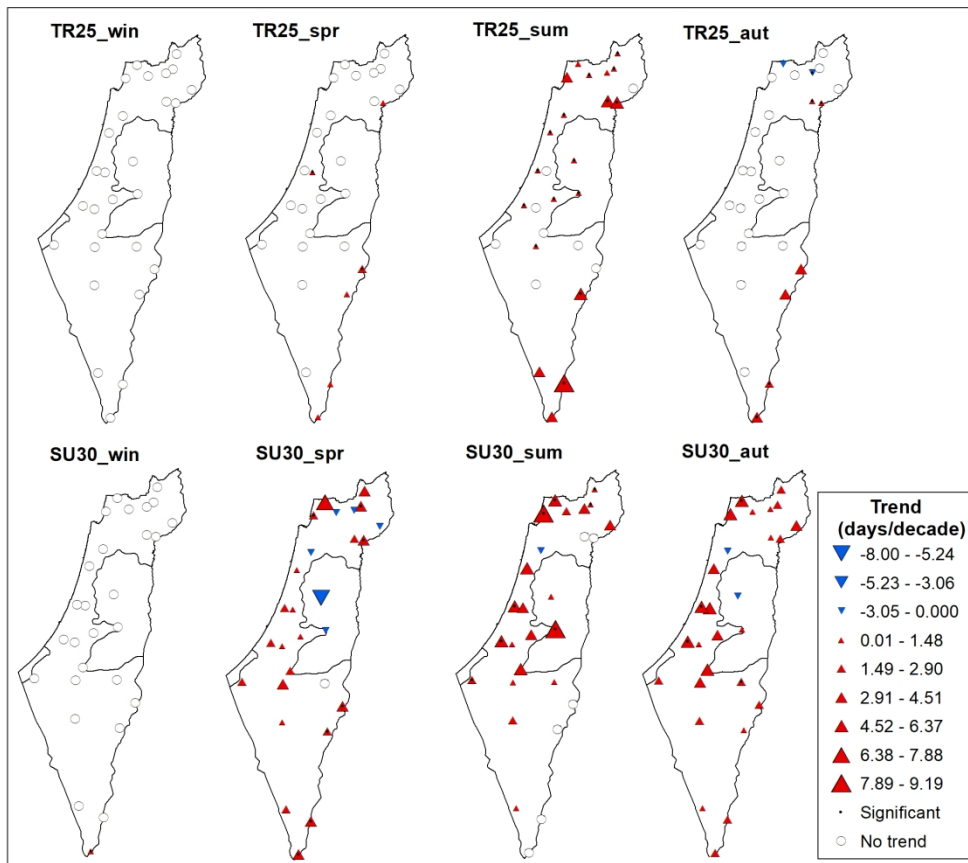 TR25_win TR25_spr TR25_sum TR25_aut
SU30_win SU30_spr SU30_sum SU30_aut
Trend
(days/decade)
-8.00 - -5.24
-5.23 - -3.06
-3.05 - 0.000
0.01 - 1.48
1.49 - 2.90
2.91 - 4.51
4.52 - 6.37
6.38 - 7.88
7.89 - 9.19
Significant
No trend